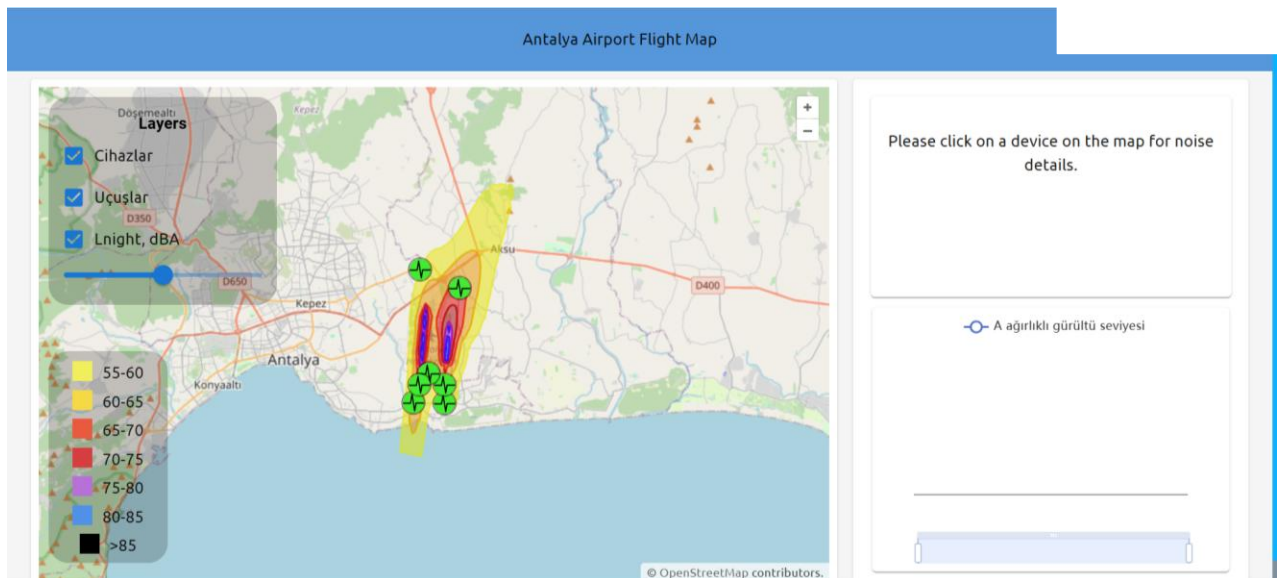 Antalya Airport Flight Map
Döşemealtı
Layers
Cihazlar
Uçuşlar
D350
Lnight, dBA
D650
Kepez
+
−
Aksu
D400
Kepez
Antalya
Konyaaltı
55-60
60-65
65-70
70-75
75-80
80-85
>85
© OpenStreetMap contributors.
Please click on a device on the map for noise
details.
A ağırlıklı gürültü seviyesi